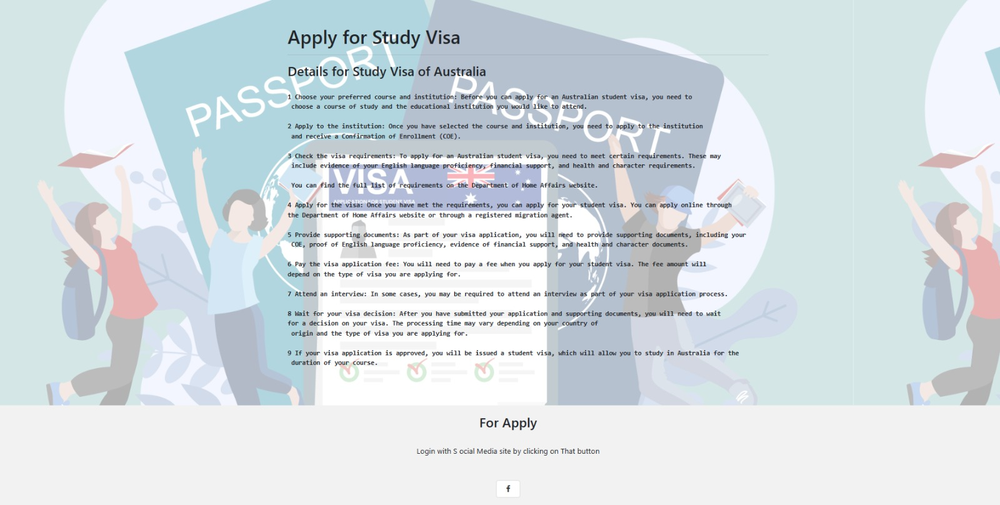 Apply for Study Visa
PASSPORT
PASSPORT
Details for Study Visa of Australia
1 Choose your preferred course and institution: Before you can apply for an Australian student visa, you need to
choose a course of study and the educational institution you would like to attend.
2 Apply to the institution: Once you have selected the course and institution, you need to apply to the institution
and receive a Confirmation of Enrollment (COE).
3 Check the visa requirements: To apply for an Australian student visa, you need to meet certain requirements. These may
include evidence of your English language proficiency, financial support, and health and character requirements.
VISA
You can find the full list of requirements on the Department of Home Affairs website.
APPLICATION FOR STUDENT VISA
4 Apply for the visa: Once you have met the requirements, you can apply for your student visa. You can apply online through
the Department of Home Affairs website or through a registered migration agent.
5 Provide supporting documents: As part of your visa application, you will need to provide supporting documents, including your
COE, proof of English language proficiency, evidence of financial support, and health and character documents.
6 Pay the visa application fee: You will need to pay a fee when you apply for your student visa. The fee amount will
depend on the type of visa you are applying for.
7 Attend an interview: In some cases, you may be required to attend an interview as part of your visa application process.
8 Wait for your visa decision: After you have submitted your application and supporting documents, you will need to wait
for a decision on your visa. The processing time may vary depending on your country of
origin and the type of visa you are applying for.
9 If your visa application is approved, you will be issued a student visa, which will allow you to study in Australia for the
duration of your course.
For Apply
Login with S ocial Media site by clicking on That button